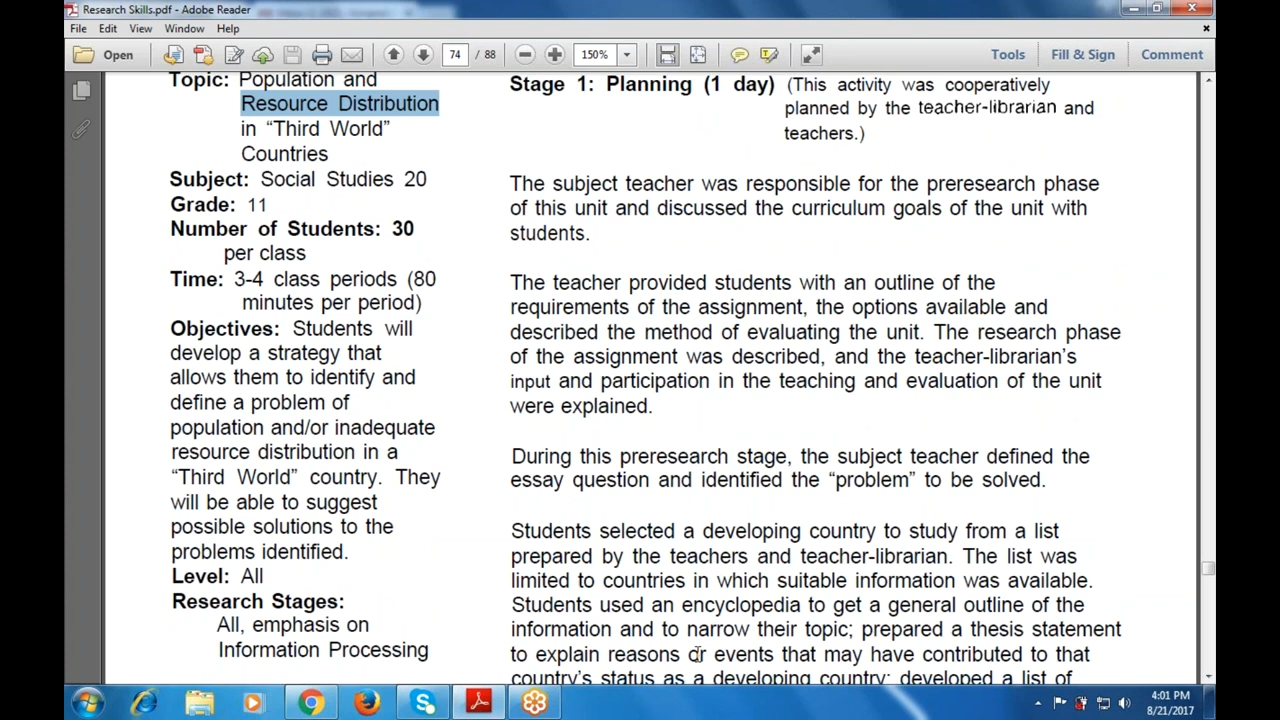 Research Skills.pdf - Adobe Reader
File Edit View Window Help
Open 74 / 88 150% Tools Fill & Sign Comment
Topic: Population and
Resource Distribution
in “Third World”
Countries
Subject: Social Studies 20
Grade: 11
Number of Students: 30
per class
Time: 3-4 class periods (80
minutes per period)
Objectives: Students will
develop a strategy that
allows them to identify and
define a problem of
population and/or inadequate
resource distribution in a
“Third World” country. They
will be able to suggest
possible solutions to the
problems identified.
Level: All
Research Stages:
All, emphasis on
Information Processing
Stage 1: Planning (1 day) (This activity was cooperatively
planned by the teacher-librarian and
teachers.)
The subject teacher was responsible for the preresearch phase
of this unit and discussed the curriculum goals of the unit with
students.
The teacher provided students with an outline of the
requirements of the assignment, the options available and
described the method of evaluating the unit. The research phase
of the assignment was described, and the teacher-librarian’s
input and participation in the teaching and evaluation of the unit
were explained.
During this preresearch stage, the subject teacher defined the
essay question and identified the “problem” to be solved.
Students selected a developing country to study from a list
prepared by the teachers and teacher-librarian. The list was
limited to countries in which suitable information was available.
Students used an encyclopedia to get a general outline of the
information and to narrow their topic; prepared a thesis statement
to explain reasons or events that may have contributed to that
country’s status as a developing country; developed a list of
4:01 PM
8/21/2017